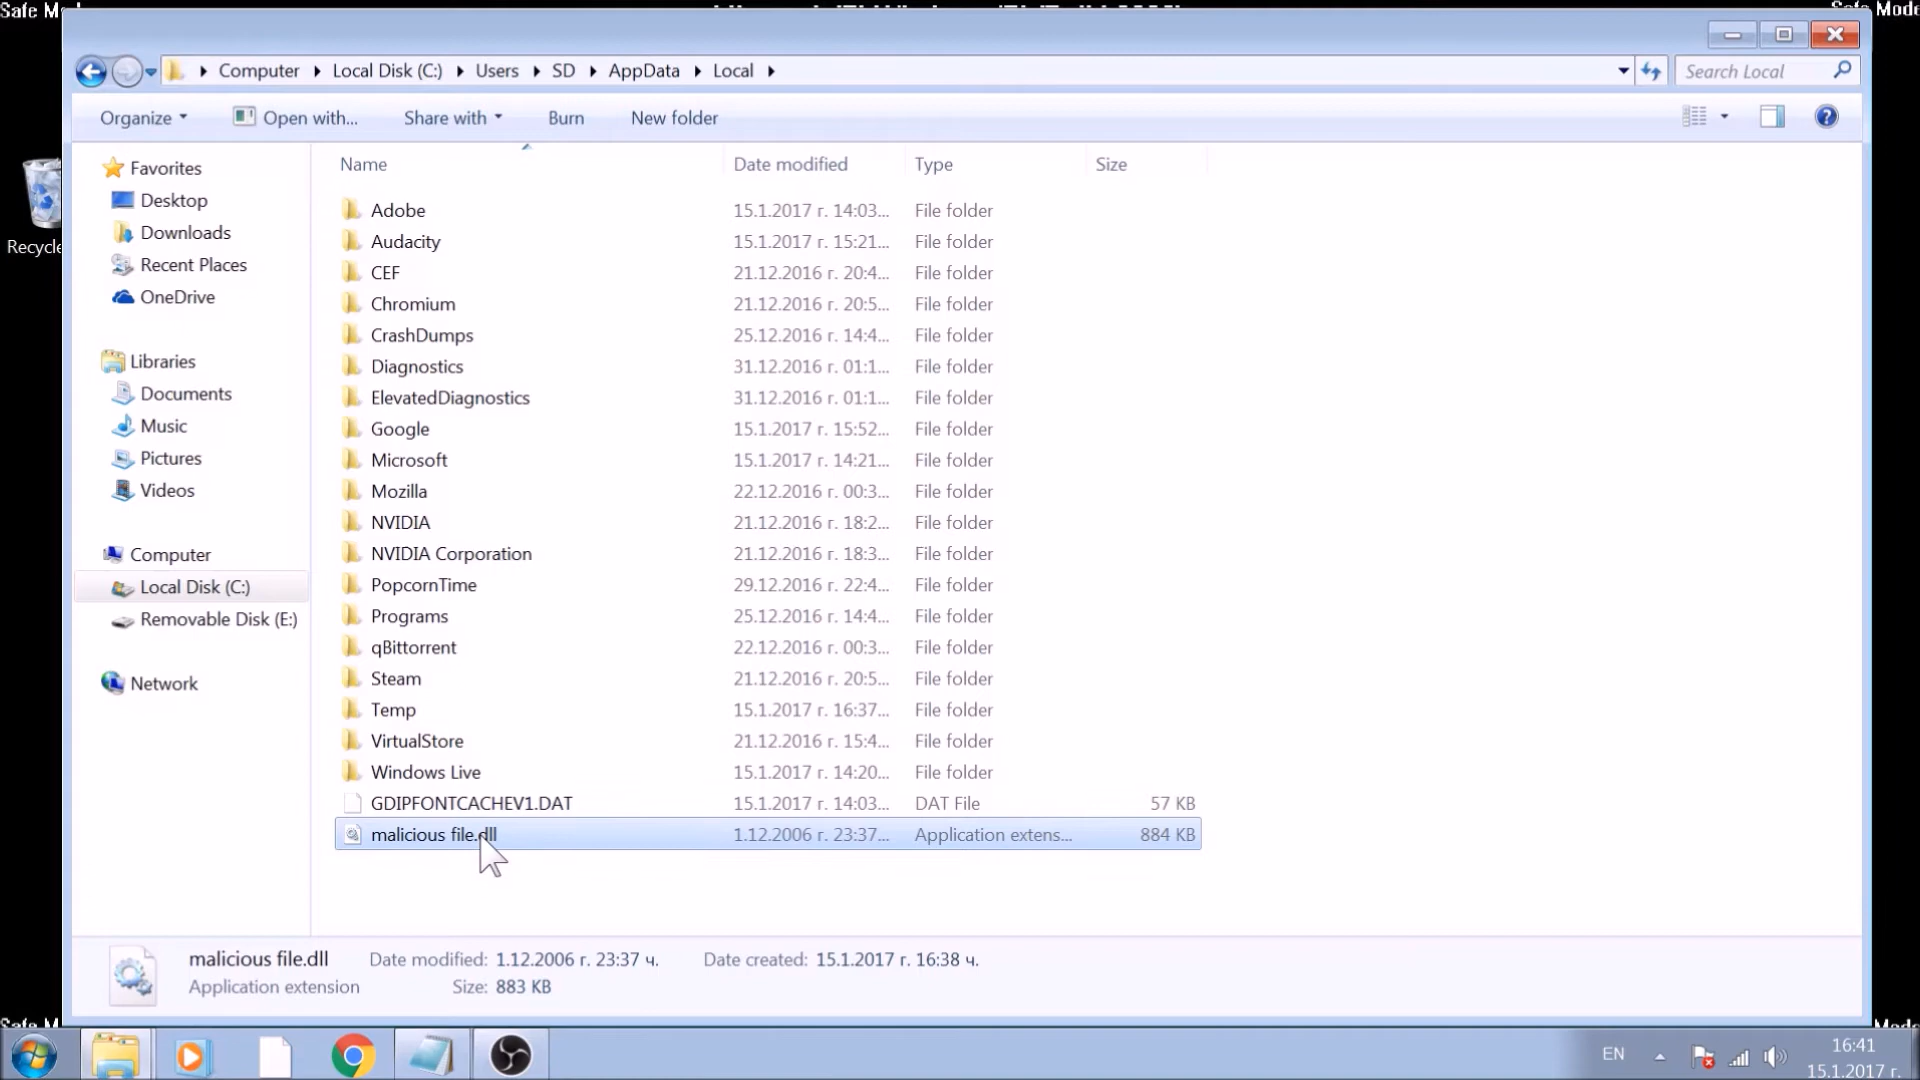 Safe Mode
Computer Local Disk (C:) Users SD AppData Local
Search Local
Organize Open with... Share with Burn New folder
Name Date modified Type Size
Favorites
Desktop
Downloads
Recent Places
OneDrive
Libraries
Documents
Music
Pictures
Videos
Computer
Local Disk (C:)
Removable Disk (E:)
Network
Recycle
Adobe 15.1.2017 г. 14:03... File folder
Audacity 15.1.2017 г. 15:21... File folder
CEF 21.12.2016 г. 20:4... File folder
Chromium 21.12.2016 г. 20:5... File folder
CrashDumps 25.12.2016 г. 14:4... File folder
Diagnostics 31.12.2016 г. 01:1... File folder
ElevatedDiagnostics 31.12.2016 г. 01:1... File folder
Google 15.1.2017 г. 15:52... File folder
Microsoft 15.1.2017 г. 14:21... File folder
Mozilla 22.12.2016 г. 00:3... File folder
NVIDIA 21.12.2016 г. 18:2... File folder
NVIDIA Corporation 21.12.2016 г. 18:3... File folder
PopcornTime 29.12.2016 г. 22:4... File folder
Programs 25.12.2016 г. 14:4... File folder
qBittorrent 22.12.2016 г. 00:3... File folder
Steam 21.12.2016 г. 20:5... File folder
Temp 15.1.2017 г. 16:37... File folder
VirtualStore 21.12.2016 г. 15:4... File folder
Windows Live 15.1.2017 г. 14:20... File folder
GDIPFONTCACHEV1.DAT 15.1.2017 г. 14:03... DAT File 57 KB
malicious file.dll 1.12.2006 г. 23:37... Application extens... 884 KB
malicious file.dll Date modified: 1.12.2006 г. 23:37 ч. Date created: 15.1.2017 г. 16:38 ч.
Application extension Size: 883 KB
Mode
EN
16:41
15.1.2017 г.